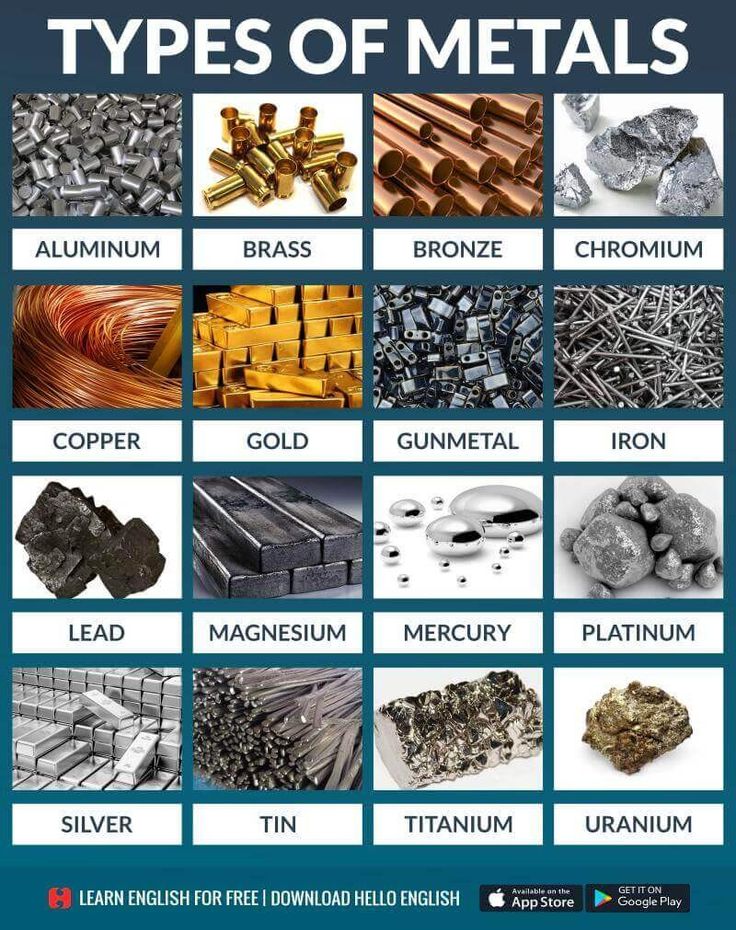 TYPES OF METALS
ALUMINUM
BRASS
BRONZE
CHROMIUM
COPPER
GOLD
GUNMETAL
IRON
LEAD
MAGNESIUM
MERCURY
PLATINUM
SILVER
TIN
TITANIUM
URANIUM
LEARN ENGLISH FOR FREE | DOWNLOAD HELLO ENGLISH
Available on the
App Store
GET IT ON
Google Play